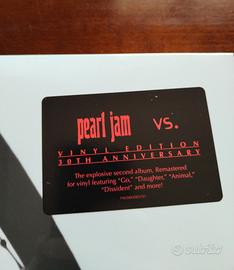 pearl jam vs.
VINYL EDITION
30TH ANNIVERSARY
The explosive second album, Remastered
for vinyl featuring "Go," "Daughter," "Animal,"
"Dissident" and more!
subito